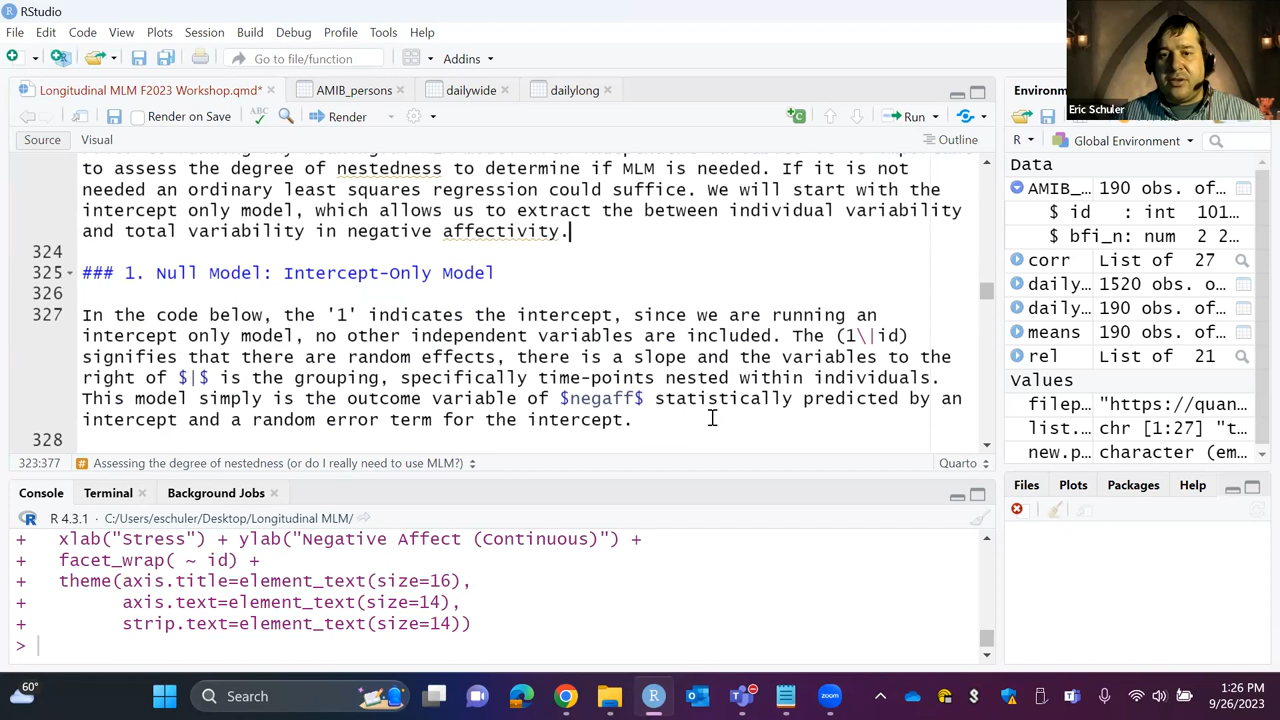 RStudio
File Edit Code View Plots Session Build Debug Profile Tools Help
Go to file/function Addins
Longitudinal MLM F2023 Workshop.qmd* AMIB_persons dailywide dailylong
Render on Save Render Run
Source Visual Outline
to assess the degree of nestedness to determine if MLM is needed. If it is not
needed an ordinary least squares regression could suffice. We will start with the
intercept only model, which allows us to extract the between individual variability
and total variability in negative affectivity.
324
325 ### 1. Null Model: Intercept-Only Model
326
327 In the code below, the '1' indicates the intercept, since we are running an
intercept only model, no other independent variables are included. The (1\|id)
signifies that there are random effects, there is a slope and the variables to the
right of $|$ is the grouping, specifically time-points nested within individuals.
This model simply is the outcome variable of $negaff$ statistically predicted by an
intercept and a random error term for the intercept.
328
323:377 # Assessing the degree of nestedness (or do I really need to use MLM?) Quarto
Console Terminal Background Jobs
R 4.3.1 · C:/Users/eschuler/Desktop/Longitudinal MLM/
+ xlab("Stress") + ylab("Negative Affect (Continuous)") +
+ facet_wrap( ~ id) +
+ theme(axis.title=element_text(size=16),
+ axis.text=element_text(size=14),
+ strip.text=element_text(size=14))
>
Eric Schuler
Environ
R Global Environment
Data
AMIB_… 190 obs. of…
$ id : int 101…
$ bfi_n: num 2 2…
corr List of 27
daily… 1520 obs. o…
daily… 190 obs. of…
means 190 obs. of…
rel List of 21
Values
filep… "https://quan…
list.… chr [1:27] "t…
new.p… character (em…
Files Plots Packages Help
60°
Search
1:26 PM
9/26/2023